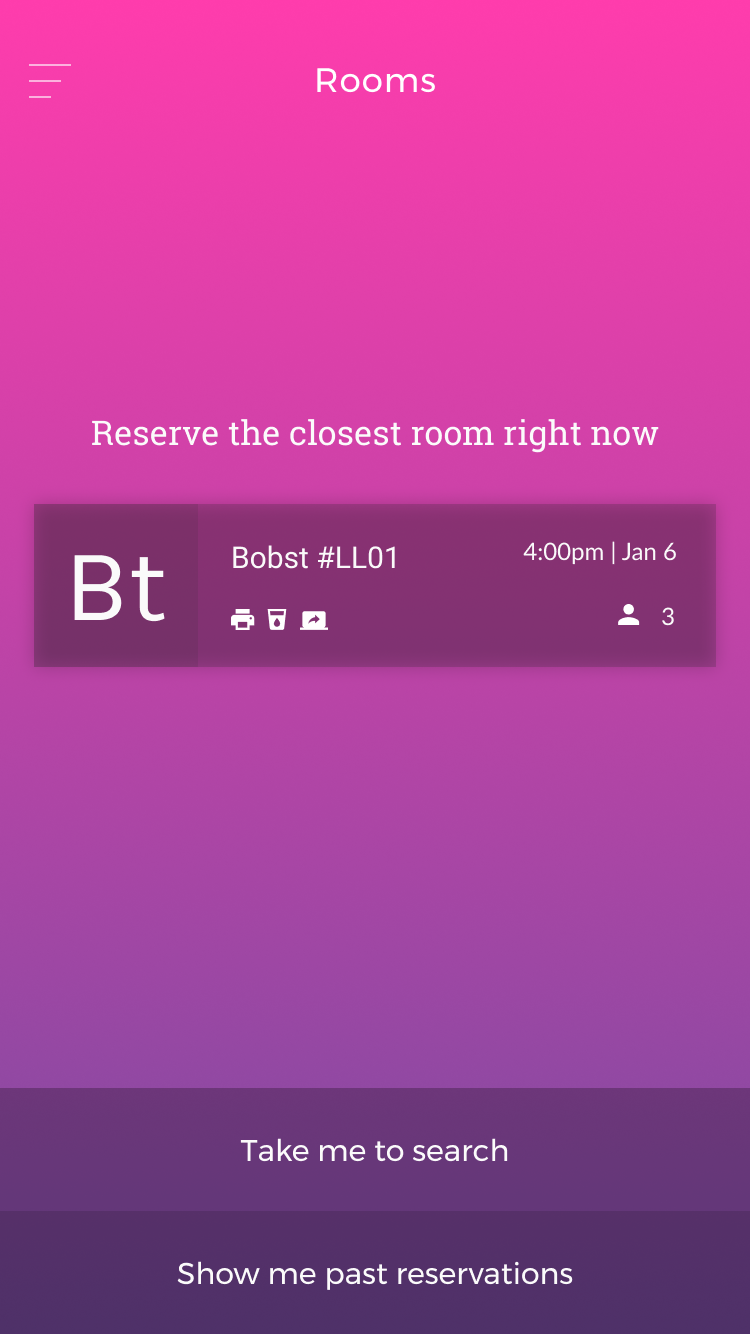 Rooms
Reserve the closest room right now
Bt
Bobst #LL01
4:00pm | Jan 6
3
Take me to search
Show me past reservations